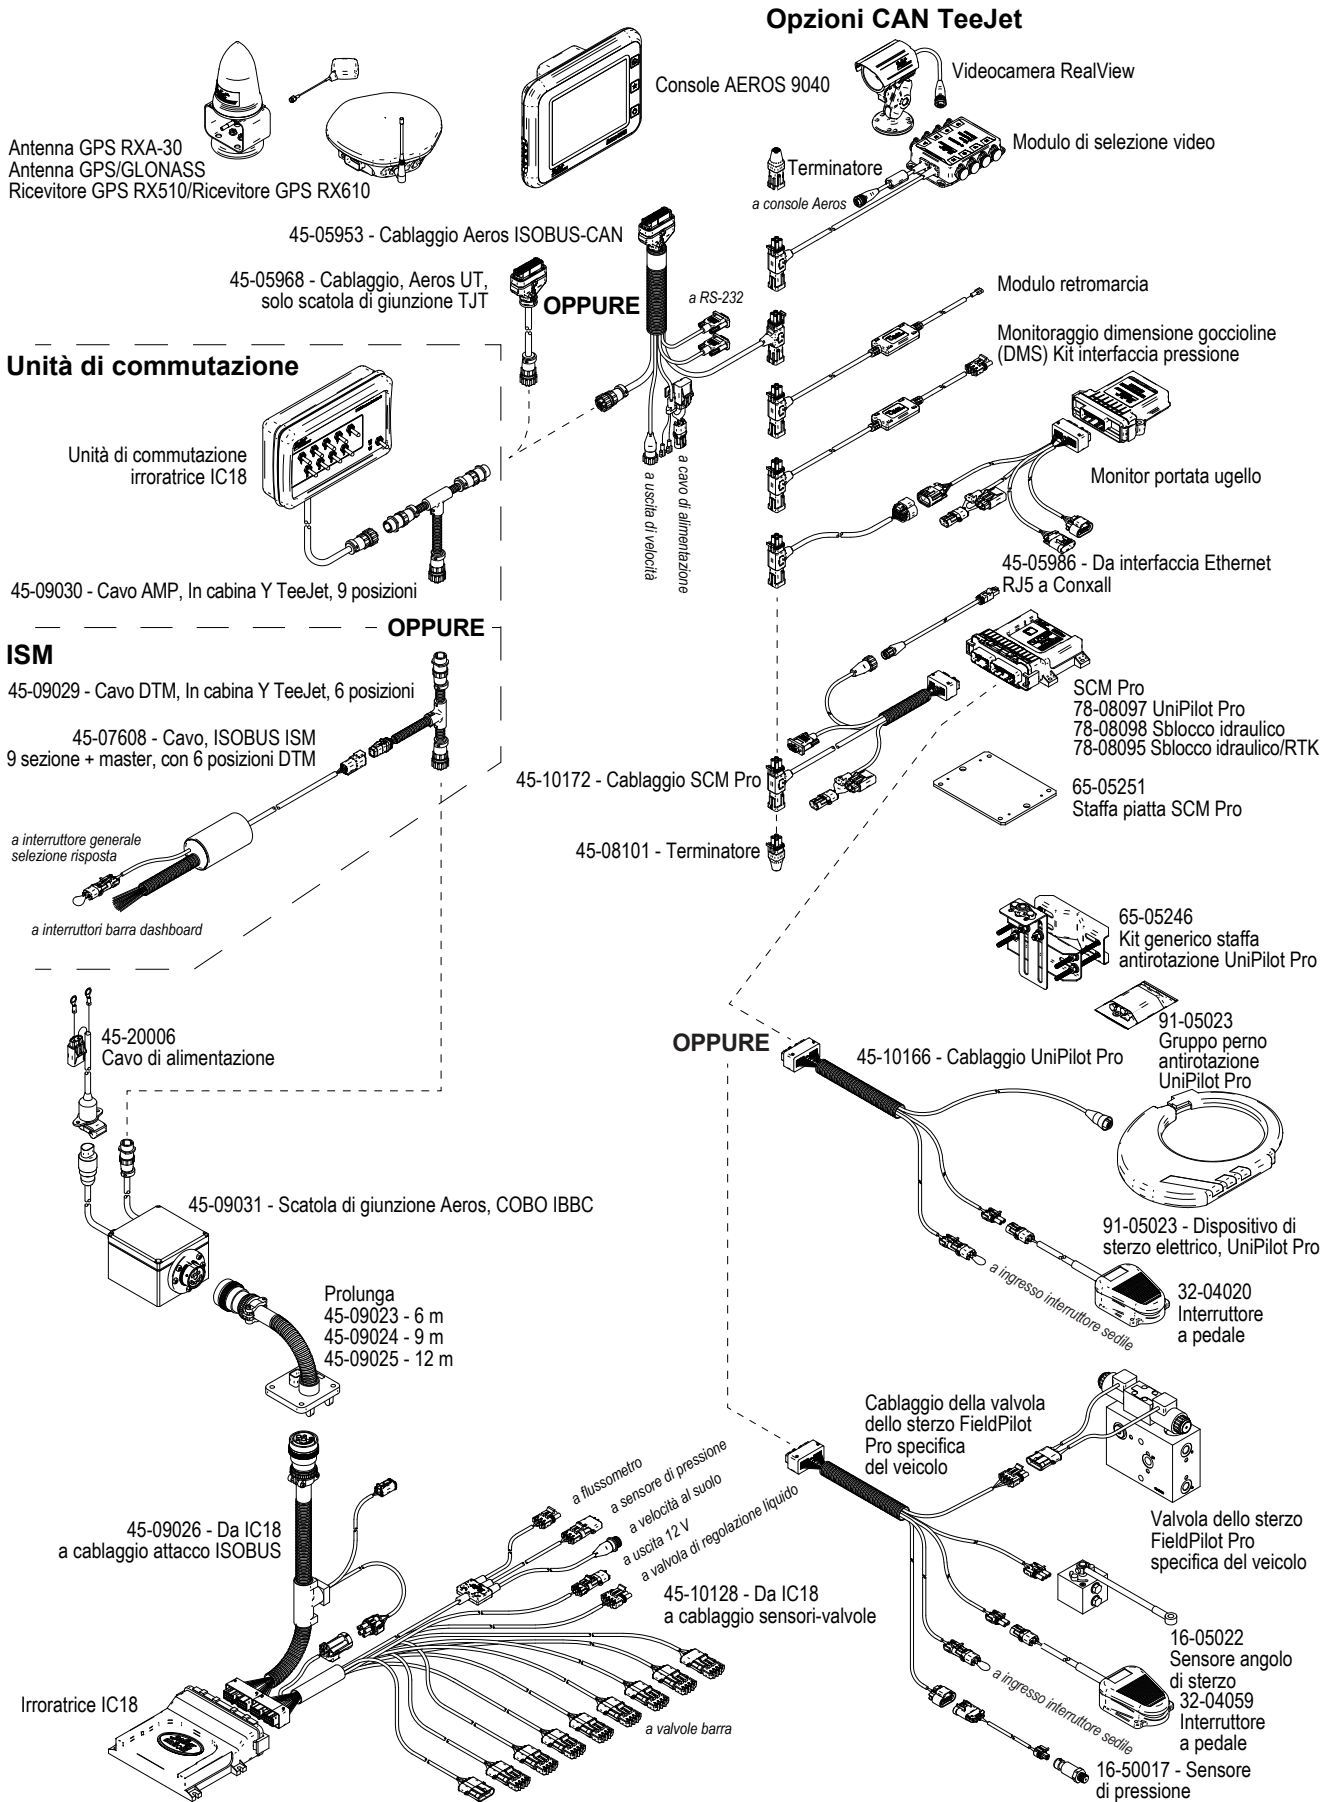 Opzioni CAN TeeJet
Videocamera RealView
Console AEROS 9040
Modulo di selezione video
Antenna GPS RXA-30
Antenna GPS/GLONASS
Ricevitore GPS RX510/Ricevitore GPS RX610
Terminatore
a console Aeros
45-05953 - Cablaggio Aeros ISOBUS-CAN
45-05968 - Cablaggio, Aeros UT,
solo scatola di giunzione TJT
OPPURE
a RS-232
Modulo retromarcia
Monitoraggio dimensione goccioline
(DMS) Kit interfaccia pressione
Unità di commutazione
Unità di commutazione
irroratrice IC18
Monitor portata ugello
a uscita di velocità
a cavo di alimentazione
45-09030 - Cavo AMP, In cabina Y TeeJet, 9 posizioni
45-05986 - Da interfaccia Ethernet
RJ5 a Conxall
OPPURE
ISM
45-09029 - Cavo DTM, In cabina Y TeeJet, 6 posizioni
45-07608 - Cavo, ISOBUS ISM
9 sezione + master, con 6 posizioni DTM
SCM Pro
78-08097 UniPilot Pro
78-08098 Sblocco idraulico
78-08095 Sblocco idraulico/RTK
45-10172 - Cablaggio SCM Pro
65-05251
Staffa piatta SCM Pro
45-08101 - Terminatore
a interruttore generale
selezione risposta
a interruttori barra dashboard
65-05246
Kit generico staffa
antirotazione UniPilot Pro
91-05023
Gruppo perno
antirotazione
UniPilot Pro
45-20006
Cavo di alimentazione
OPPURE
45-10166 - Cablaggio UniPilot Pro
45-09031 - Scatola di giunzione Aeros, COBO IBBC
91-05023 - Dispositivo di
sterzo elettrico, UniPilot Pro
a ingresso interruttore sedile
32-04020
Interruttore
a pedale
Prolunga
45-09023 - 6 m
45-09024 - 9 m
45-09025 - 12 m
Cablaggio della valvola
dello sterzo FieldPilot
Pro specifica
del veicolo
Valvola dello sterzo
FieldPilot Pro
specifica del veicolo
a flussometro
a sensore di pressione
a velocità al suolo
a uscita 12 V
a valvola di regolazione liquido
45-09026 - Da IC18
a cablaggio attacco ISOBUS
45-10128 - Da IC18
a cablaggio sensori-valvole
16-05022
Sensore angolo
di sterzo
32-04059
Interruttore
a pedale
a ingresso interruttore sedile
Irroratrice IC18
a valvole barra
16-50017 - Sensore
di pressione